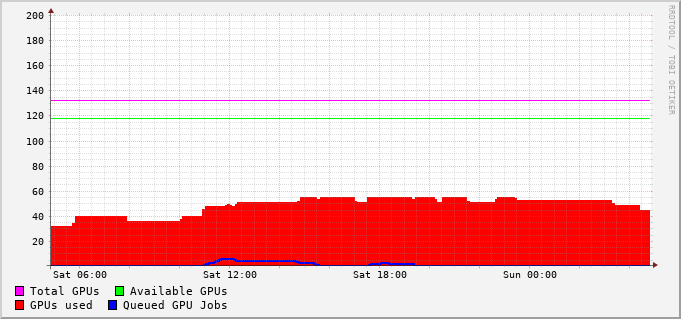 RRDTOOL / TOBI OETIKER
200
180
160
140
120
100
80
60
40
20
Sat 06:00 Sat 12:00 Sat 18:00 Sun 00:00
Total GPUs Available GPUs
GPUs used Queued GPU Jobs